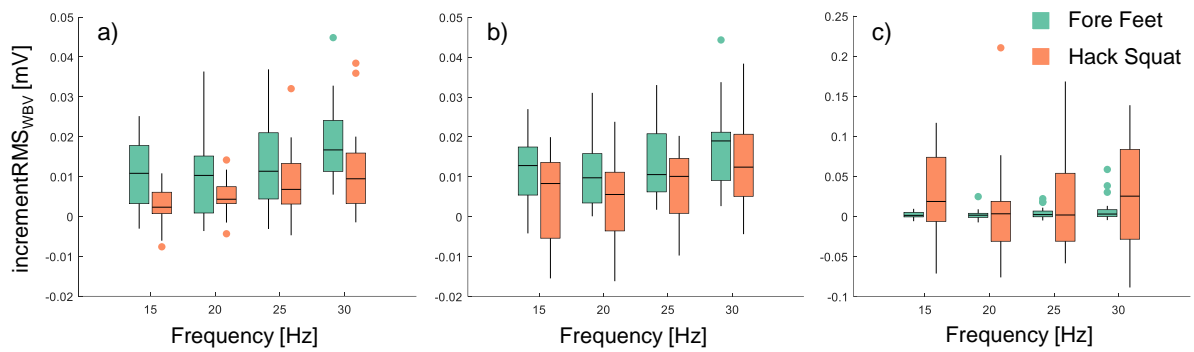 a)
b)
c)
Fore Feet
Hack Squat
incrementRMS_WBV [mV]
0.05
0.04
0.03
0.02
0.01
0
-0.01
-0.02
15 20 25 30
Frequency [Hz]
0.05
0.04
0.03
0.02
0.01
0
-0.01
-0.02
15 20 25 30
Frequency [Hz]
0.25
0.2
0.15
0.1
0.05
0
-0.05
-0.1
15 20 25 30
Frequency [Hz]